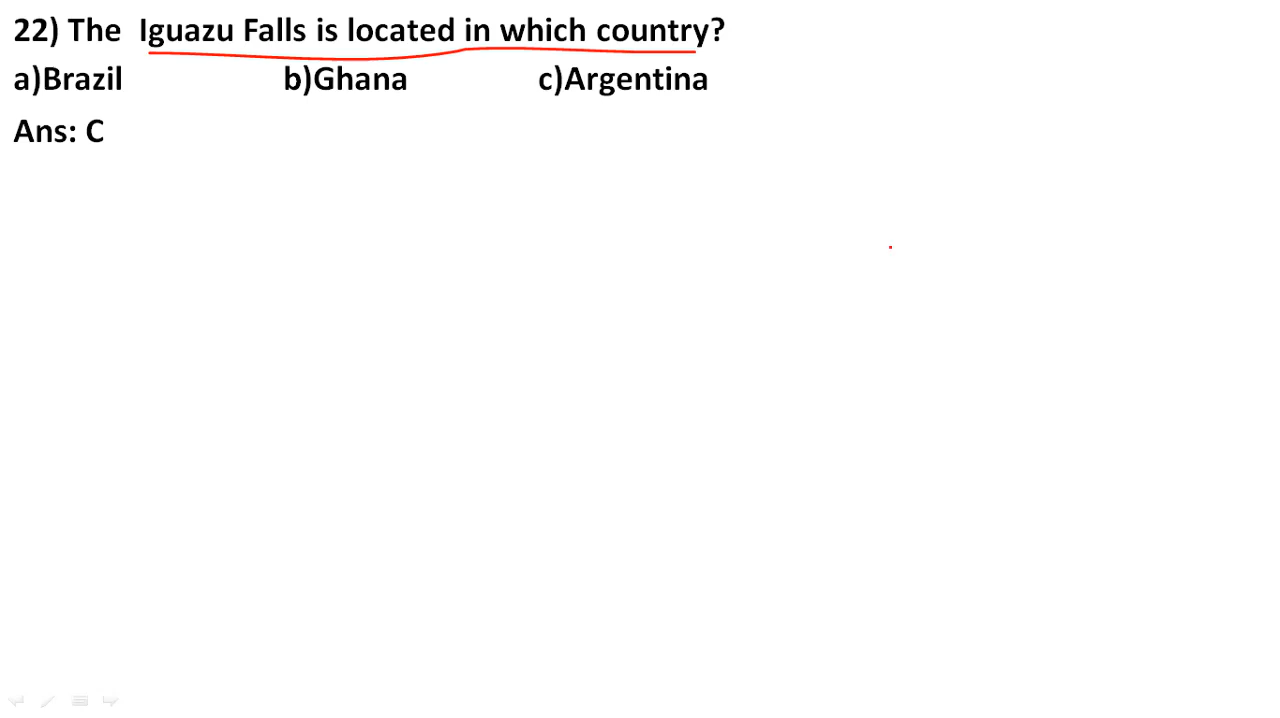 22) The  Iguazu Falls is located in which country?
a)Brazil b)Ghana c)Argentina
Ans: C